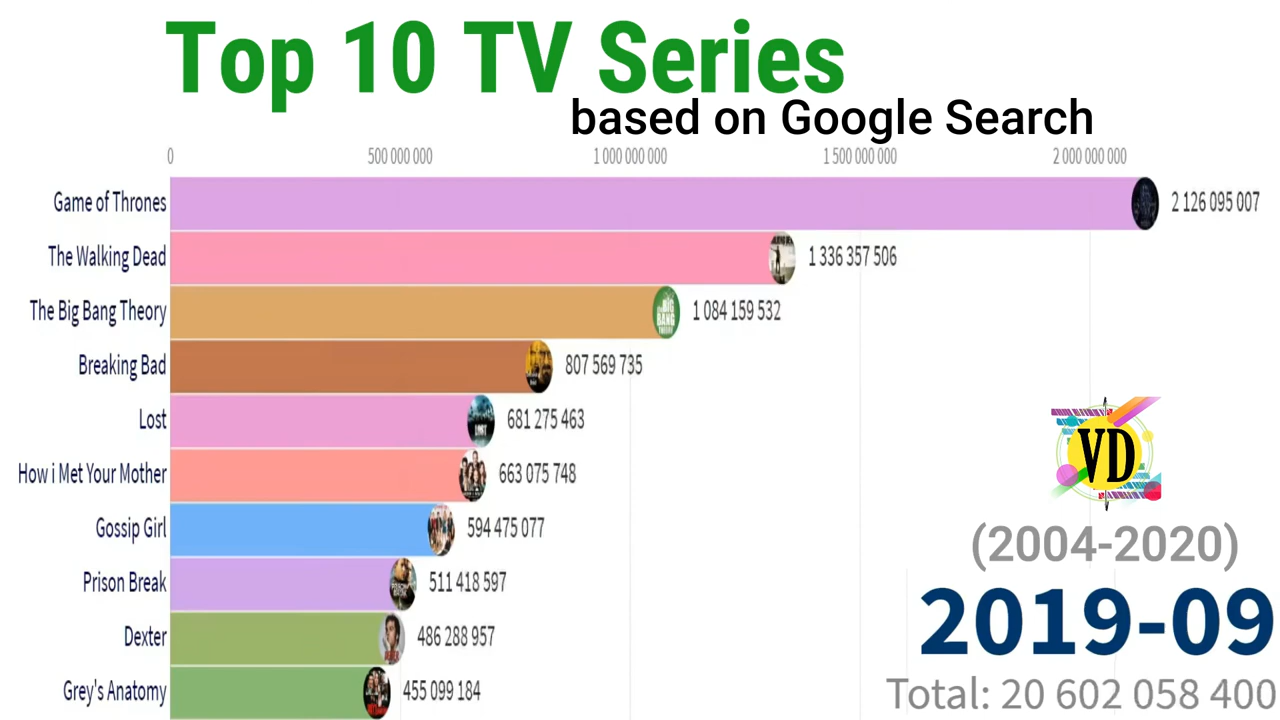 Top 10 TV Series
based on Google Search
0 500 000 000 1 000 000 000 1 500 000 000 2 000 000 000
Game of Thrones 2 126 095 007
The Walking Dead 1 336 357 506
The Big Bang Theory BIG BANG 1 084 159 532
Breaking Bad 807 569 735
Lost LOST 681 275 463
How i Met Your Mother 663 075 748
Gossip Girl 594 475 077
Prison Break 511 418 597
Dexter 486 288 957
Grey's Anatomy 455 099 184
VD
(2004-2020)
2019-09
Total: 20 602 058 400